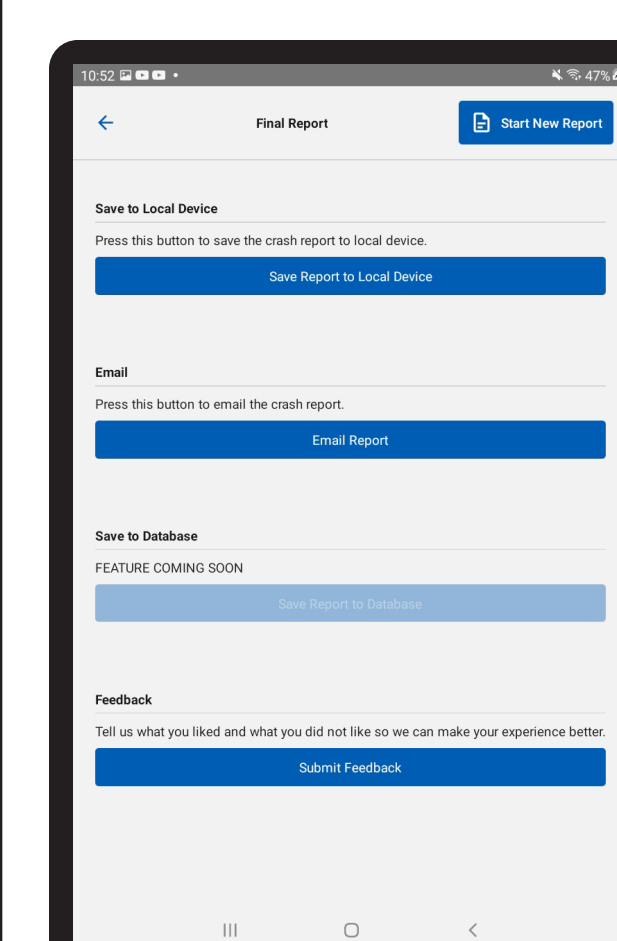 10:52
47%
Final Report
Start New Report
Save to Local Device
Press this button to save the crash report to local device.
Save Report to Local Device
Email
Press this button to email the crash report.
Email Report
Save to Database
FEATURE COMING SOON
Save Report to Database
Feedback
Tell us what you liked and what you did not like so we can make your experience better.
Submit Feedback